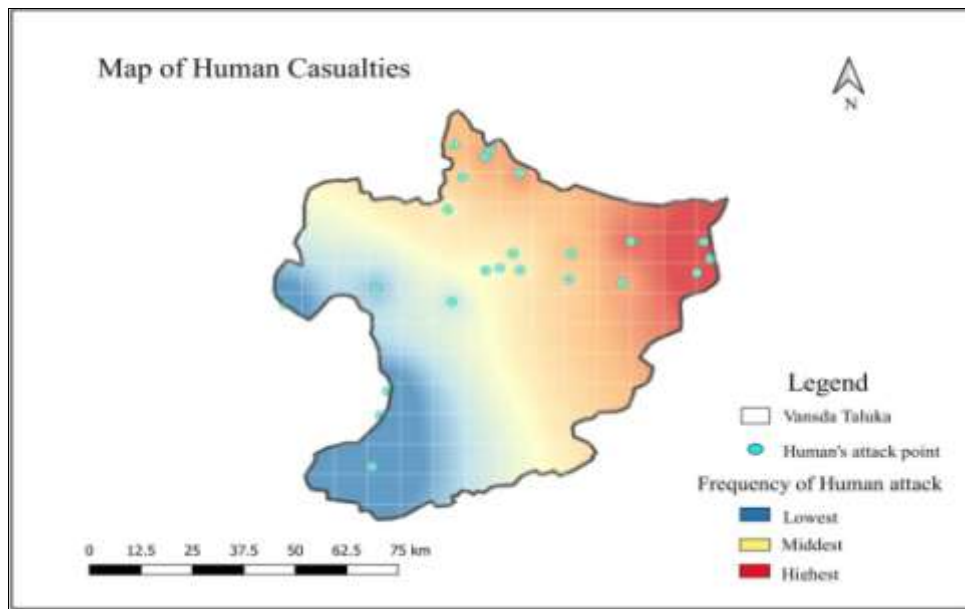 Map of Human Casualties
N
Legend
Vansda Taluka
Human's attack point
Frequency of Human attack
Lowest
Middest
Highest
0 12.5 25 37.5 50 62.5 75 km